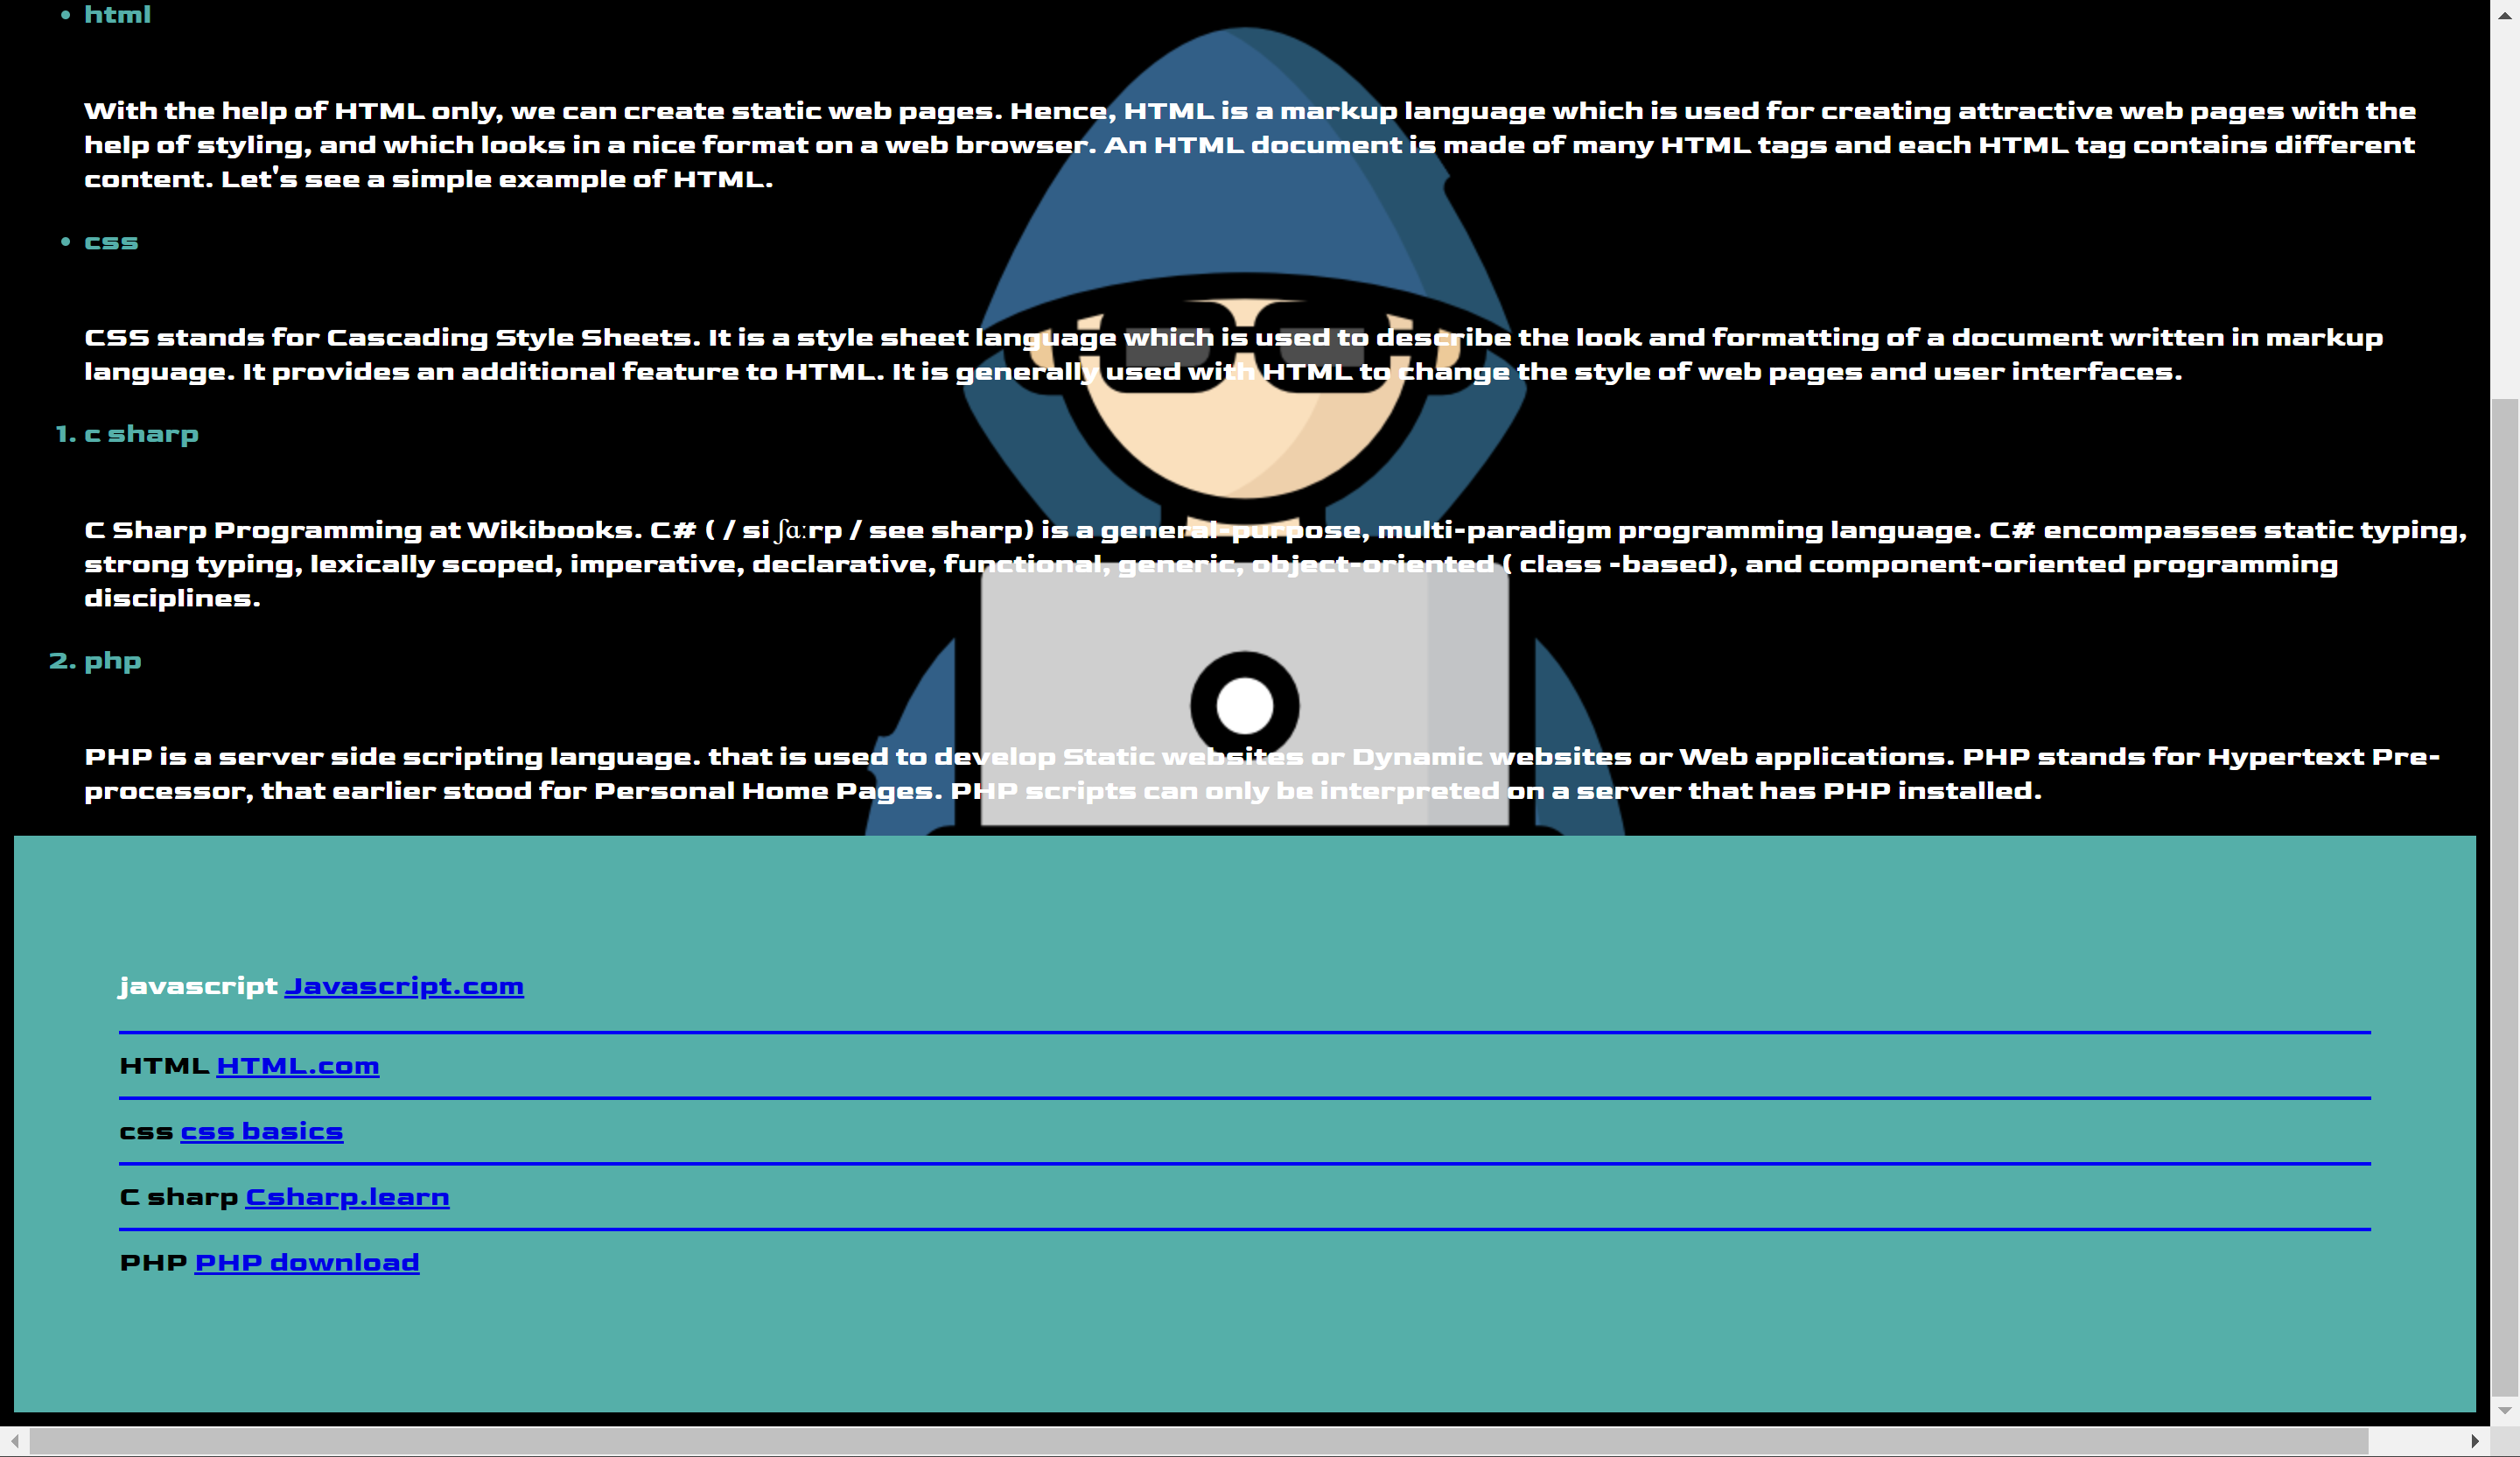 • html
With the help of HTML only, we can create static web pages. Hence, HTML is a markup language which is used for creating attractive web pages with the
help of styling, and which looks in a nice format on a web browser. An HTML document is made of many HTML tags and each HTML tag contains different
content. Let's see a simple example of HTML.
• css
CSS stands for Cascading Style Sheets. It is a style sheet language which is used to describe the look and formatting of a document written in markup
language. It provides an additional feature to HTML. It is generally used with HTML to change the style of web pages and user interfaces.
1. c sharp
C Sharp Programming at Wikibooks. C# ( / si ʃɑːrp / see sharp) is a general-purpose, multi-paradigm programming language. C# encompasses static typing,
strong typing, lexically scoped, imperative, declarative, functional, generic, object-oriented ( class -based), and component-oriented programming
disciplines.
2. php
PHP is a server side scripting language. that is used to develop Static websites or Dynamic websites or Web applications. PHP stands for Hypertext Pre-
processor, that earlier stood for Personal Home Pages. PHP scripts can only be interpreted on a server that has PHP installed.
javascript Javascript.com
HTML HTML.com
css css basics
C sharp Csharp.learn
PHP PHP download